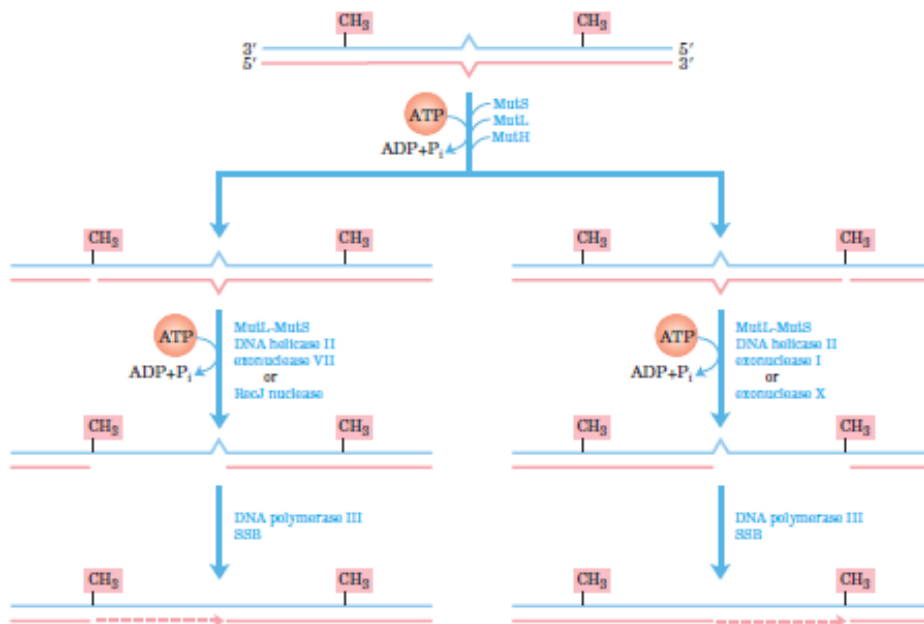 CH3 CH3
3′ 5′
5′ 3′
ATP MutS
MutL
ADP+Pi MutH
CH3 CH3 CH3 CH3
ATP MutL-MutS
DNA helicase II
exonuclease VII
ADP+Pi or
RecJ nuclease
ATP MutL-MutS
DNA helicase II
exonuclease I
ADP+Pi or
exonuclease X
CH3 CH3 CH3 CH3
DNA polymerase III
SSB
DNA polymerase III
SSB
CH3 CH3 CH3 CH3